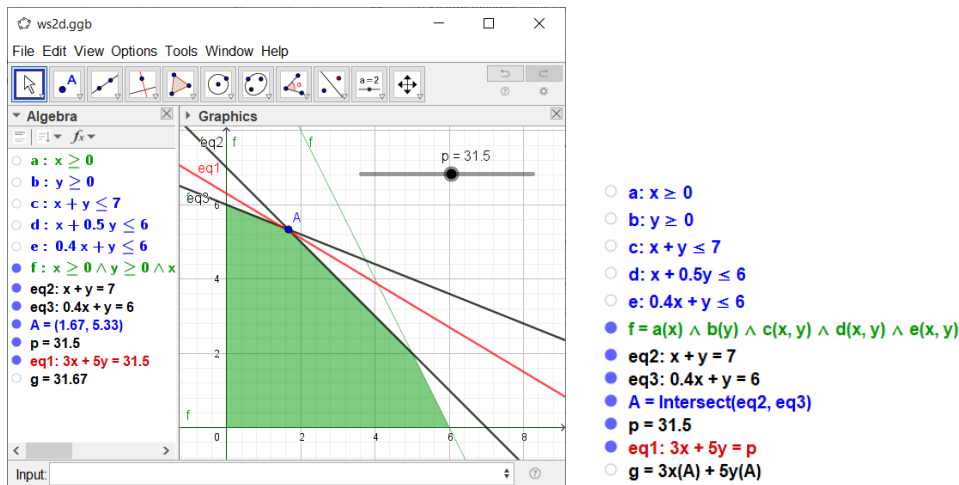 ws2d.ggb
File Edit View Options Tools Window Help
A
a=2
Algebra
Graphics
fx
a : x ≥ 0
b : y ≥ 0
c : x + y ≤ 7
d : x + 0.5 y ≤ 6
e : 0.4 x + y ≤ 6
f : x ≥ 0 ∧ y ≥ 0 ∧ x
eq2: x + y = 7
eq3: 0.4x + y = 6
A = (1.67, 5.33)
p = 31.5
eq1: 3x + 5y = 31.5
g = 31.67
eq2
f
f
eq1
eq3
p = 31.5
A
6
4
2
f
0
2
4
6
8
Input:
a: x ≥ 0
b: y ≥ 0
c: x + y ≤ 7
d: x + 0.5y ≤ 6
e: 0.4x + y ≤ 6
f = a(x) ∧ b(y) ∧ c(x, y) ∧ d(x, y) ∧ e(x, y)
eq2: x + y = 7
eq3: 0.4x + y = 6
A = Intersect(eq2, eq3)
p = 31.5
eq1: 3x + 5y = p
g = 3x(A) + 5y(A)